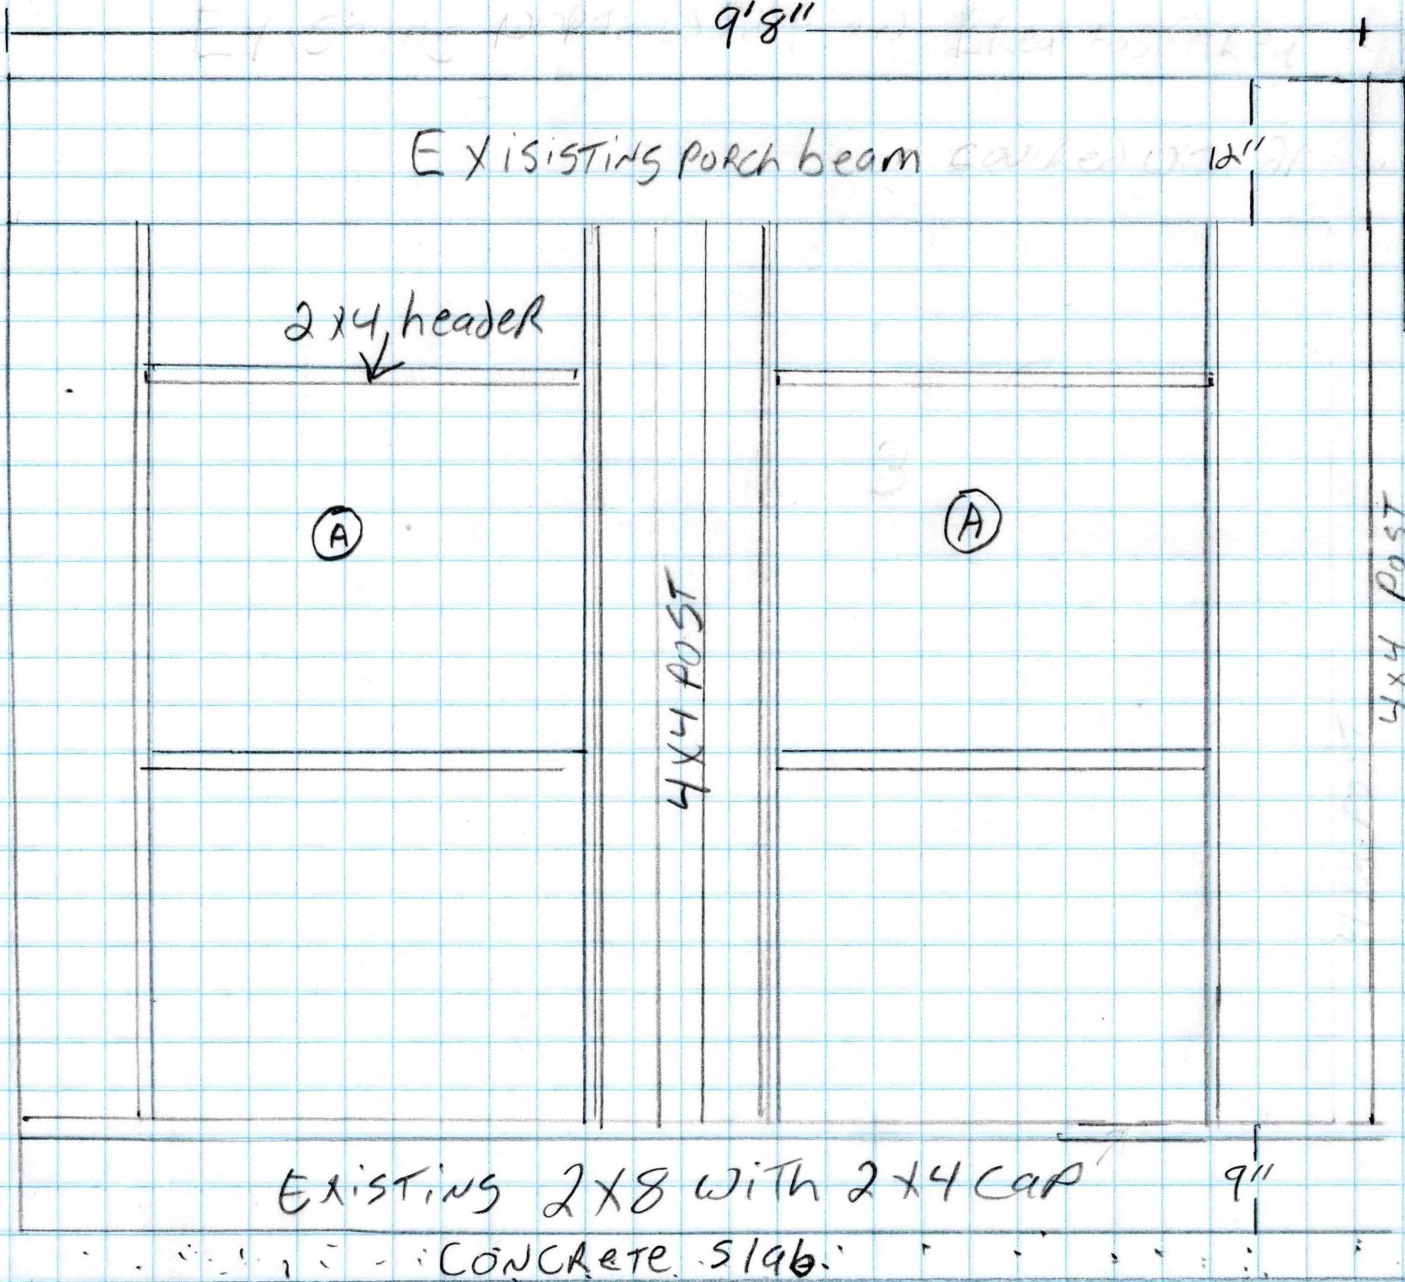 9'8"
EXISISTING PORCH beam
12"
2x4 header
A
A
4x4 POST
4x4 POST
EXISTING 2x8 with 2x4 cap
9"
CONCRETE slab